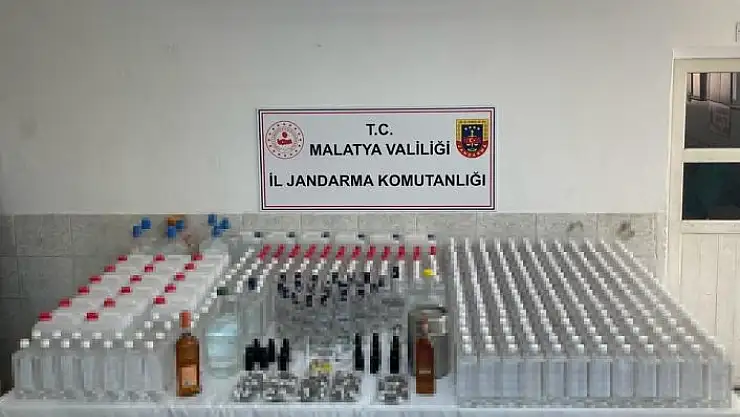 T.C.
MALATYA VALİLİĞİ
İL JANDARMA KOMUTANLIĞI